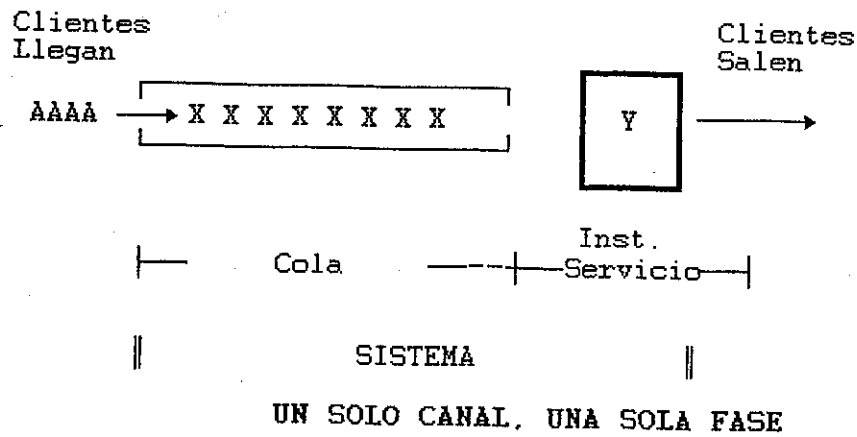 Clientes
Llegan
Clientes
Salen
AAAA X X X X X X X X Y
Cola
Inst.
Servicio
SISTEMA
UN SOLO CANAL, UNA SOLA FASE